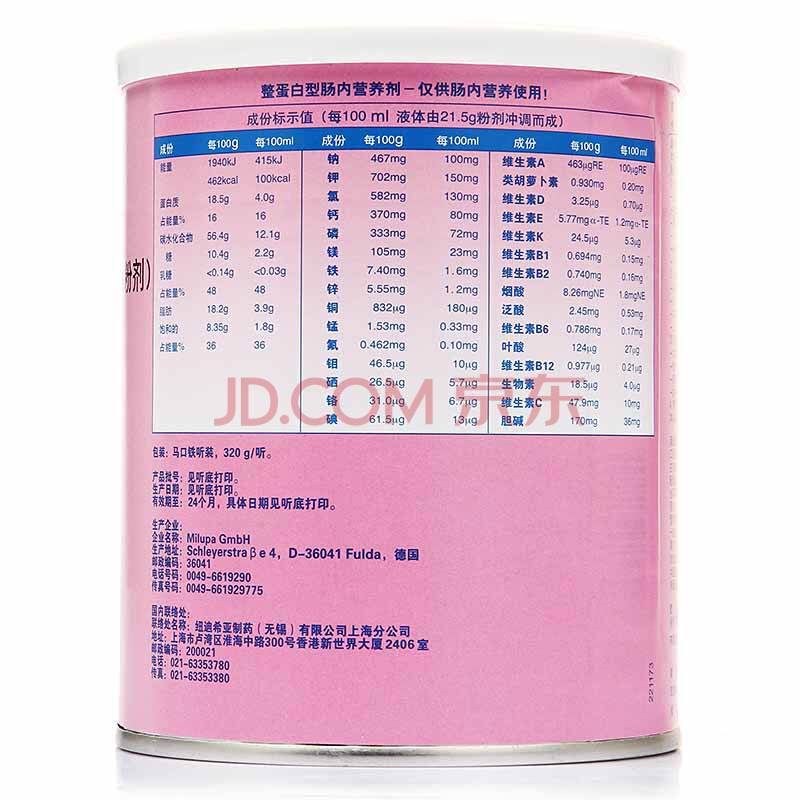 整蛋白型肠内营养剂－仅供肠内营养使用！
成份标示值（每100 ml 液体由21.5g粉剂冲调而成）
成份 每100g 每100ml 成份 每100g 每100ml 成份 每100g 每100ml
能量 1940kJ 415kJ 钠 467mg 100mg 维生素A 463μgRE 100μgRE
462kcal 100kcal 钾 702mg 150mg 类胡萝卜素 0.930mg 0.20mg
蛋白质 18.5g 4.0g 氯 582mg 130mg 维生素D 3.25μg 0.70μg
占能量% 16 16 钙 370mg 80mg 维生素E 5.77mgα-TE 1.2mgα-TE
碳水化合物 56.4g 12.1g 磷 333mg 72mg 维生素K 24.5μg 5.3μg
糖 10.4g 2.2g 镁 105mg 23mg 维生素B1 0.694mg 0.15mg
乳糖 <0.14g <0.03g 铁 7.40mg 1.6mg 维生素B2 0.740mg 0.16mg
占能量% 48 48 锌 5.55mg 1.2mg 烟酸 8.26mgNE 1.8mgNE
脂肪 18.2g 3.9g 铜 832μg 180μg 泛酸 2.45mg 0.53mg
饱和的 8.35g 1.8g 锰 1.53mg 0.33mg 维生素B6 0.786mg 0.17mg
占能量% 36 36 氟 0.462mg 0.10mg 叶酸 124μg 27μg
钼 46.5μg 10μg 维生素B12 0.977μg 0.21μg
硒 26.5μg 5.7μg 生物素 18.5μg 4.0μg
铬 31.0μg 6.7μg 维生素C 47.9mg 10mg
碘 61.5μg 13μg 胆碱 170mg 36mg
粉剂）
JD.COM 京东
包装：马口铁听装，320 g/听。
产品批号：见听底打印。
生产日期：见听底打印。
有效期至：24个月，具体日期见听底打印。
生产企业：
企业名称：Milupa GmbH
生产地址：Schleyerstraβe 4，D-36041 Fulda，德国
邮政编码：36041
电话号码：0049-6619290
传真号码：0049-661929775
国内联络处：
联络处名称：纽迪希亚制药（无锡）有限公司上海分公司
地址：上海市卢湾区淮海中路300号香港新世界大厦2406室
邮政编码：200021
电话：021-63353780
传真：021-63353380
221173